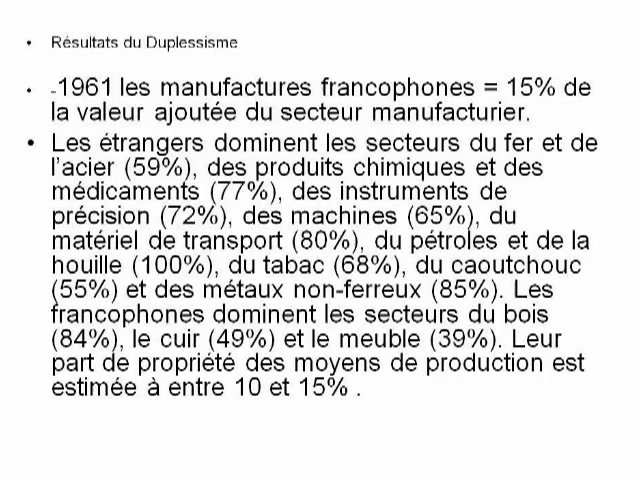 • Résultats du Duplessisme
• -1961 les manufactures francophones = 15% de
la valeur ajoutée du secteur manufacturier.
• Les étrangers dominent les secteurs du fer et de
l'acier (59%), des produits chimiques et des
médicaments (77%), des instruments de
précision (72%), des machines (65%), du
matériel de transport (80%), du pétroles et de la
houille (100%), du tabac (68%), du caoutchouc
(55%) et des métaux non-ferreux (85%). Les
francophones dominent les secteurs du bois
(84%), le cuir (49%) et le meuble (39%). Leur
part de propriété des moyens de production est
estimée à entre 10 et 15% .